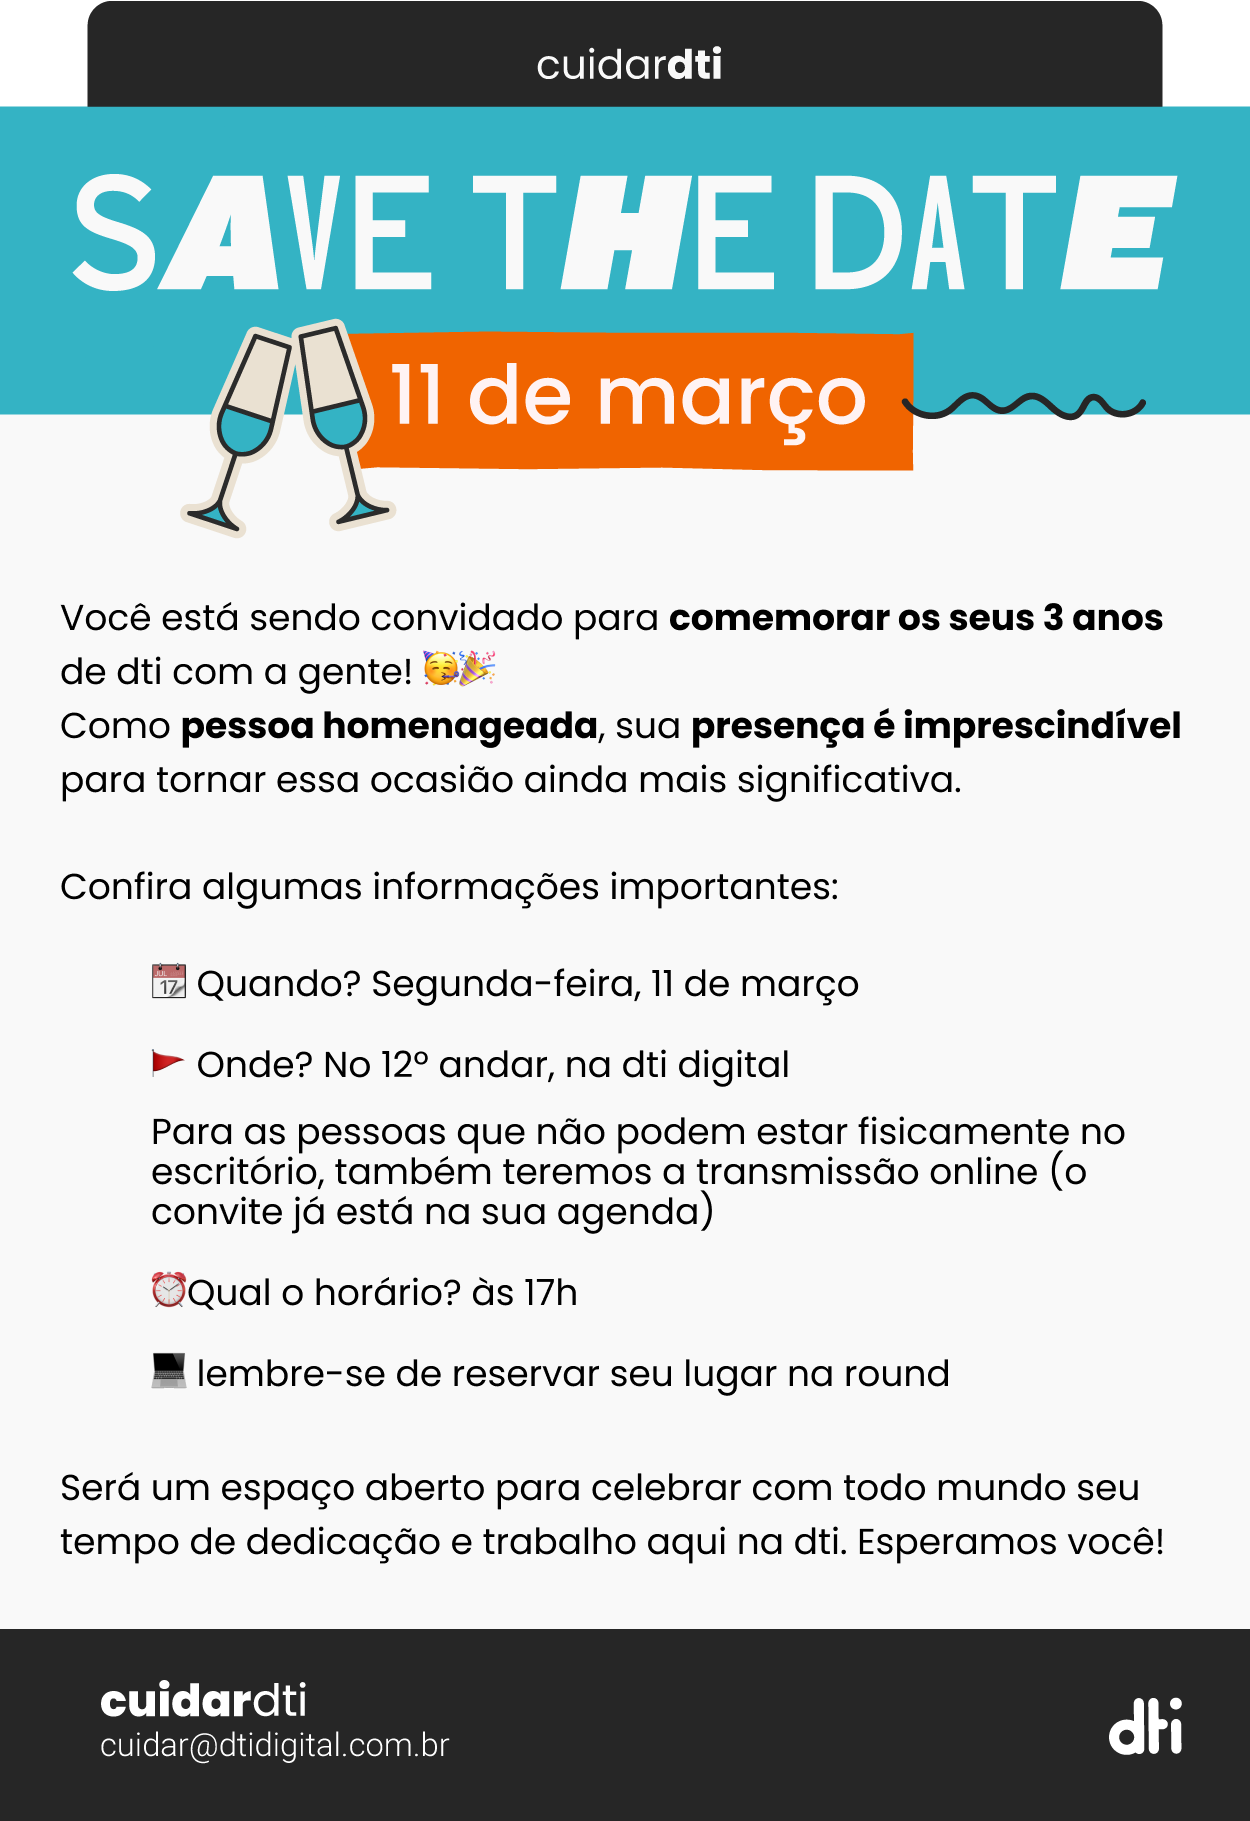 cuidardti
SAVE THE DATE
11 de março
Você está sendo convidado para comemorar os seus 3 anos
de dti com a gente! 🥳🎉
Como pessoa homenageada, sua presença é imprescindível
para tornar essa ocasião ainda mais significativa.
Confira algumas informações importantes:
📆 Quando? Segunda-feira, 11 de março
🚩 Onde? No 12º andar, na dti digital
Para as pessoas que não podem estar fisicamente no
escritório, também teremos a transmissão online (o
convite já está na sua agenda)
⏰Qual o horário? às 17h
💻 lembre-se de reservar seu lugar na round
Será um espaço aberto para celebrar com todo mundo seu
tempo de dedicação e trabalho aqui na dti. Esperamos você!
cuidardti
cuidar@dtidigital.com.br
dti